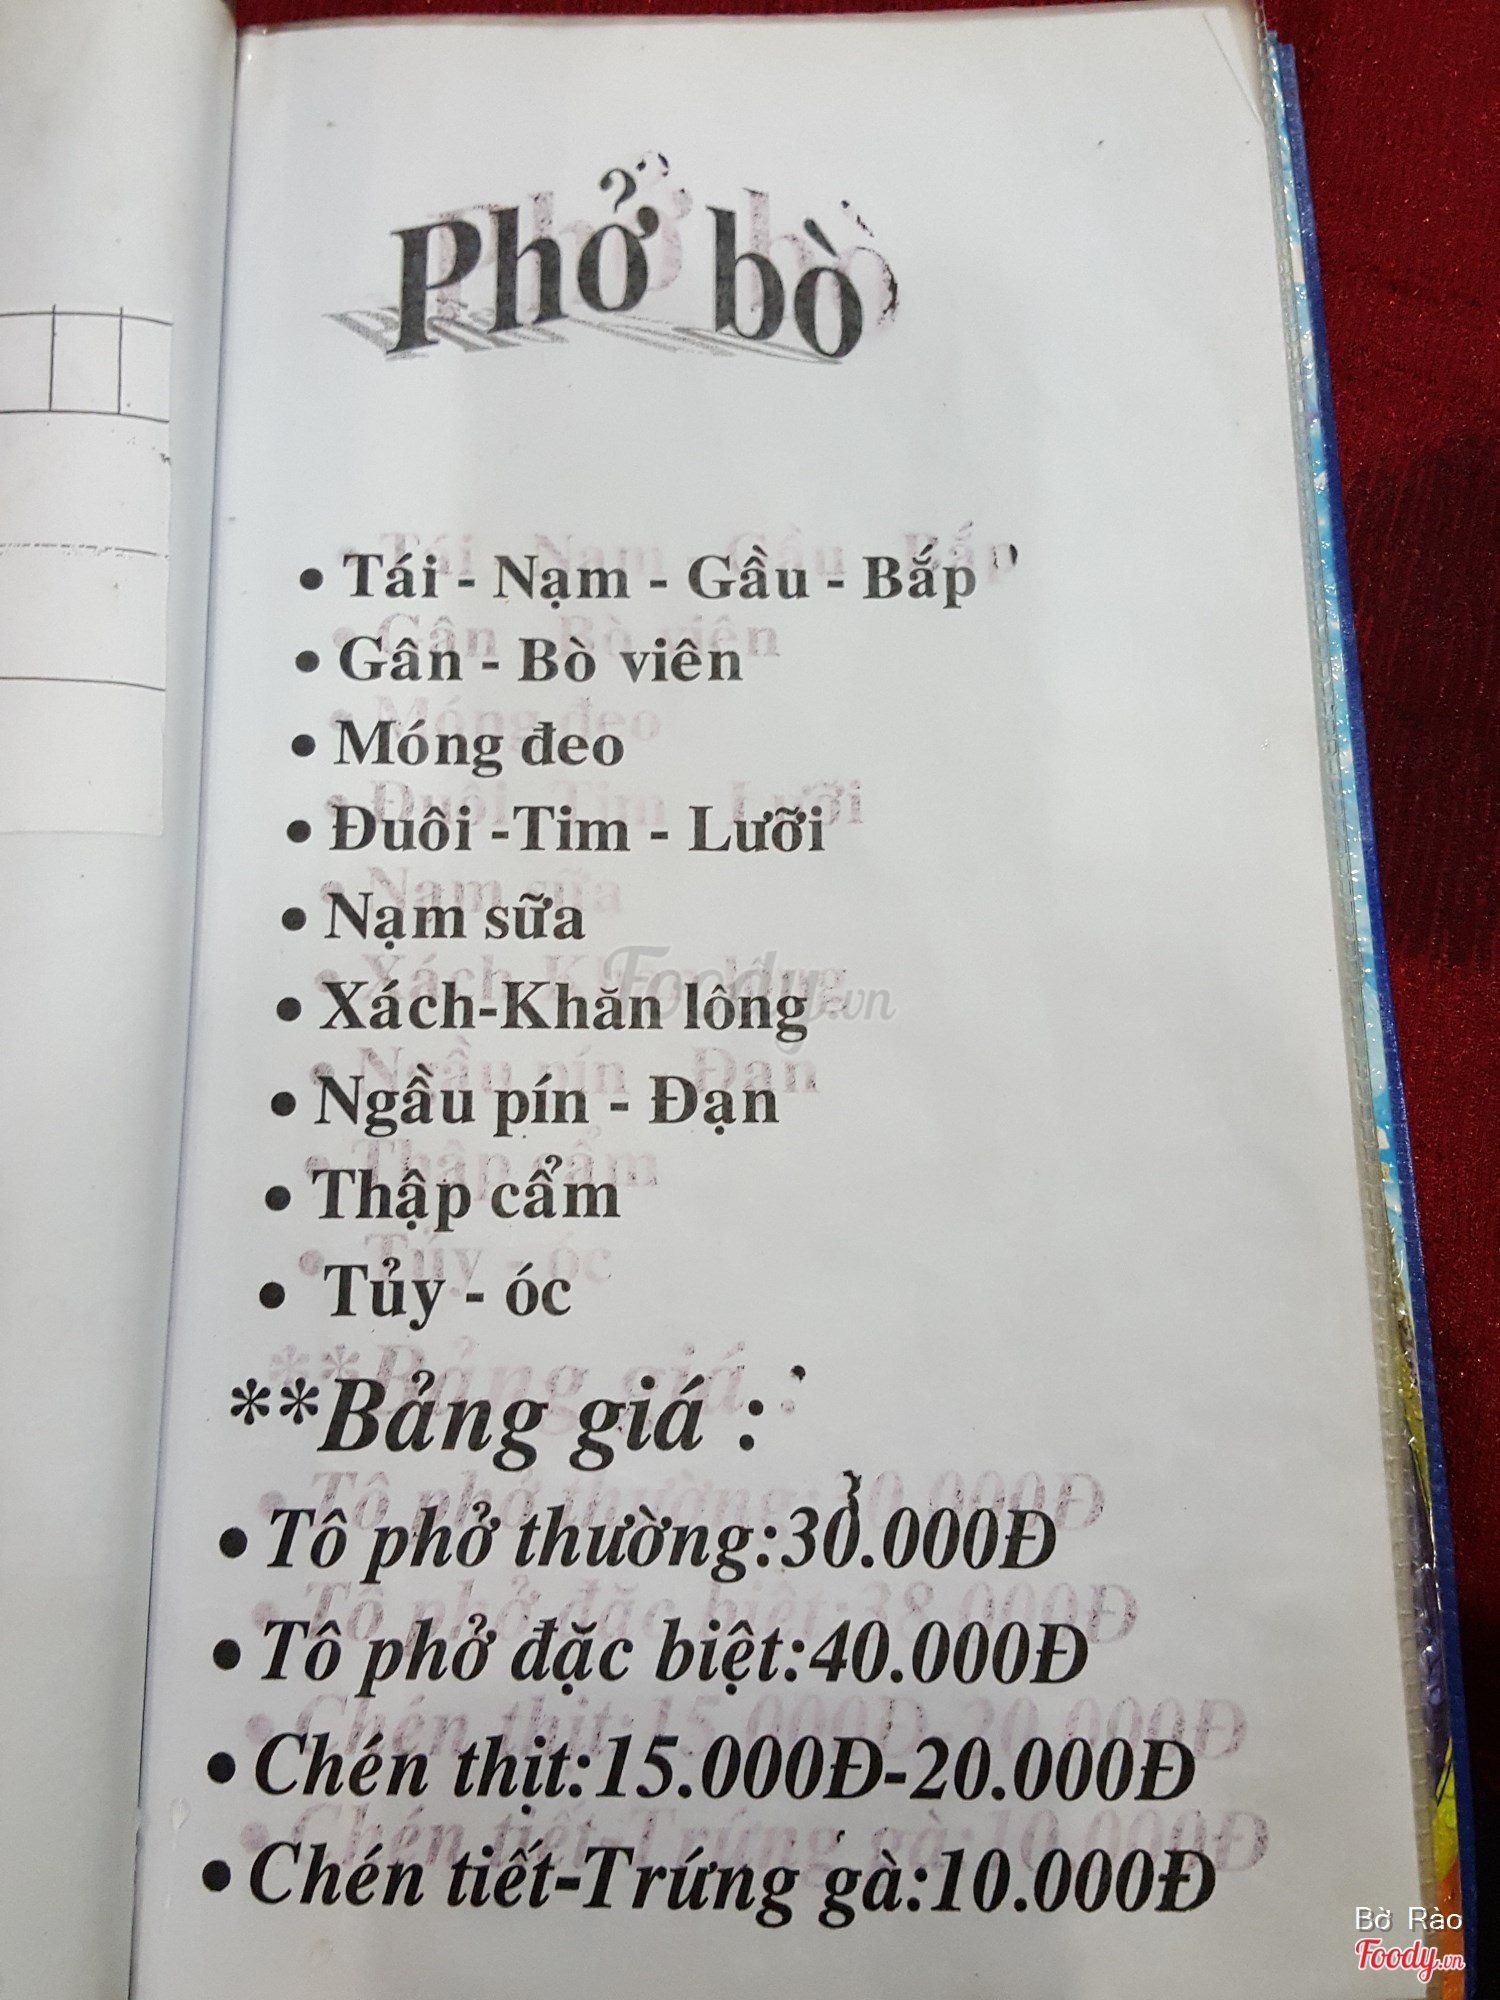 Phở bò
• Tái - Nạm - Gầu - Bắp
• Gân - Bò viên
• Móng đeo
• Đuôi -Tim - Lưỡi
• Nạm sữa
• Xách-Khăn lông
• Ngầu pín - Đạn
• Thập cẩm
• Tủy - óc
**Bảng giá :
• Tô phở thường:30.000Đ
• Tô phở đặc biệt:40.000Đ
• Chén thịt:15.000Đ-20.000Đ
• Chén tiết-Trứng gà:10.000Đ
Foody.vn
Bờ Rào
Foody.vn